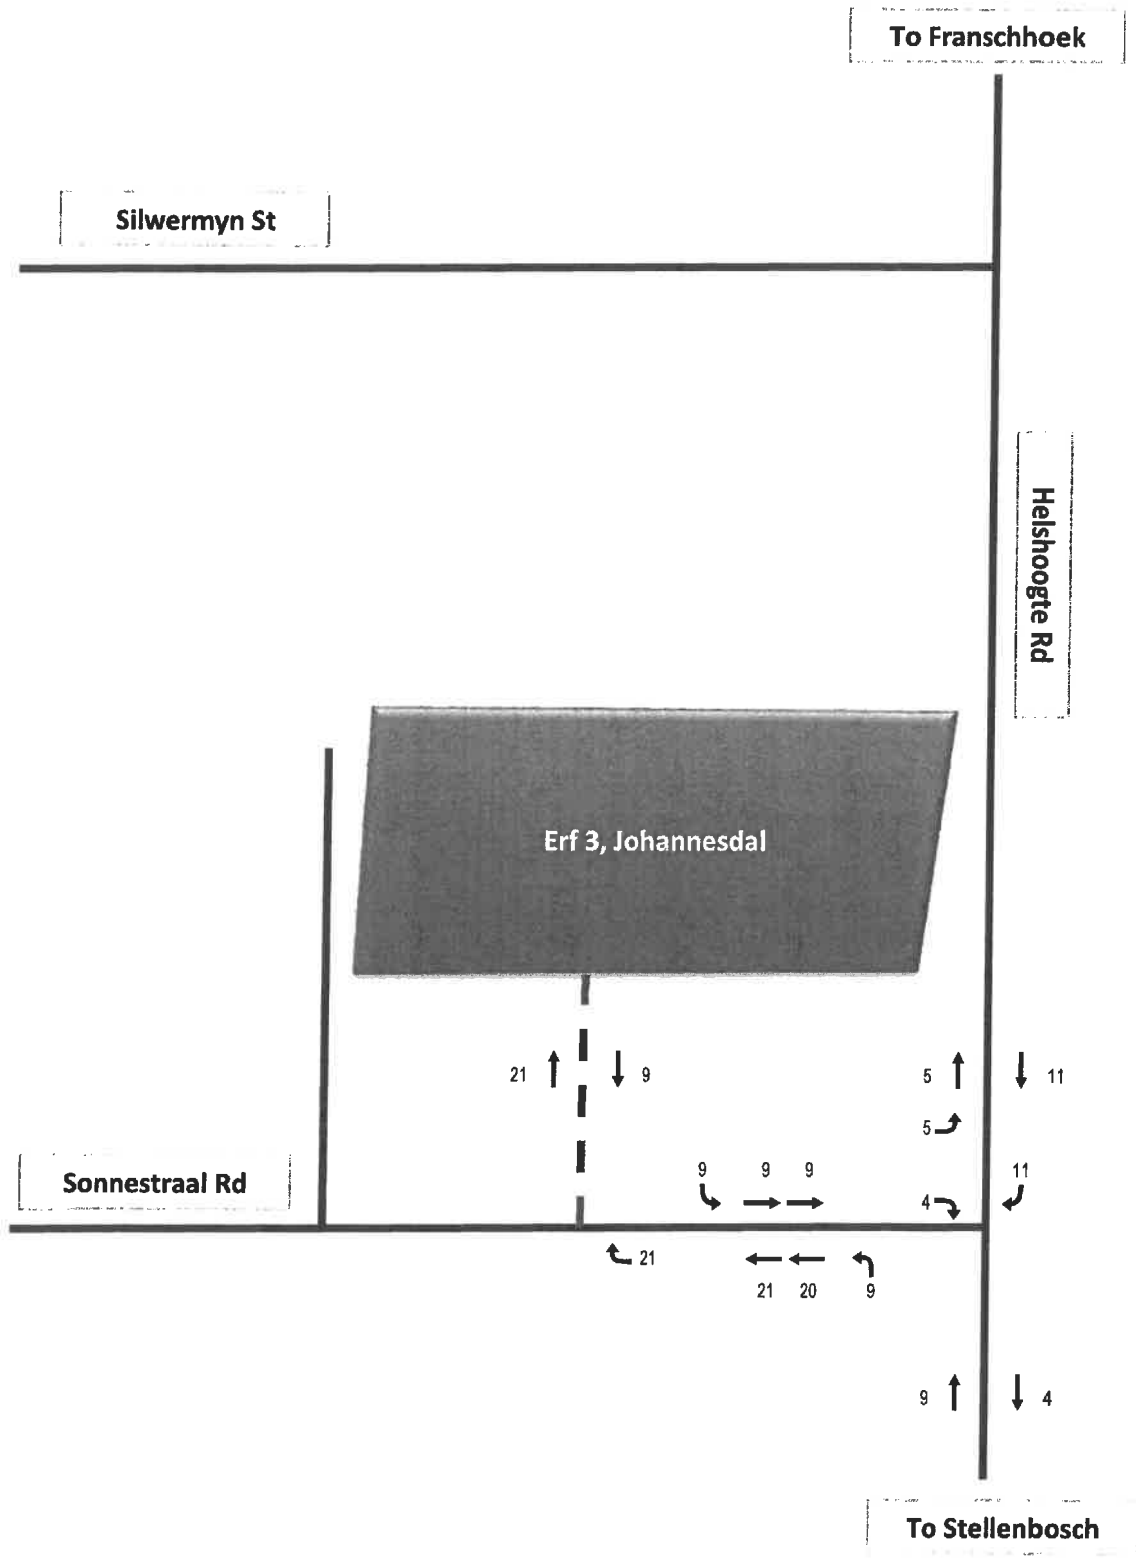 To Franschhoek
Silwermyn St
Helshoogte Rd
Erf 3, Johannesdal
21 9
5 11
5
Sonnestraal Rd
9 9 9
11
4
21
21 20 9
9 4
To Stellenbosch